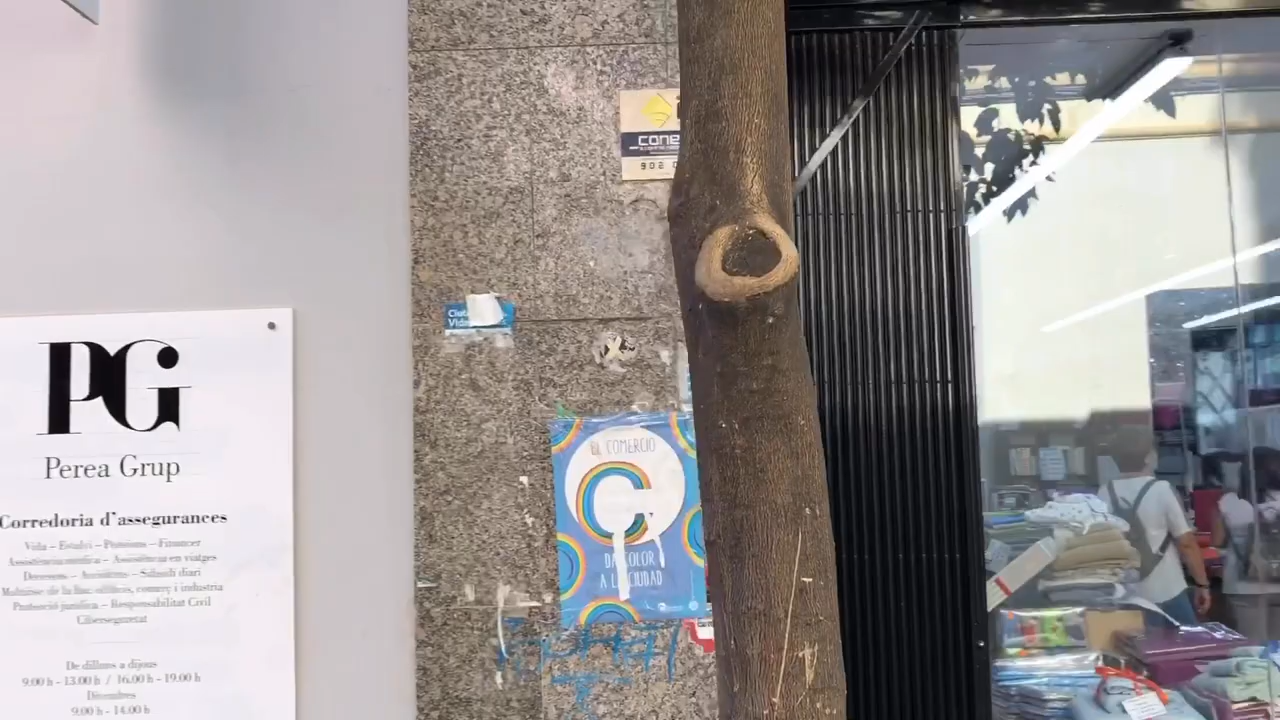 PG
Perea Grup
Corredoria d'assegurances
Vida – Estalvi – Pensions – Financer
Assistència mèdica – Assistència en viatges
Decessos – Accidents – Subsidi diari
Multirisc de la llar, edificis, comerç i indústria
Protecció jurídica – Responsabilitat Civil
Ciberseguretat
De dilluns a dijous
9.00 h - 13.00 h / 16.00 h - 19.00 h
Divendres
9.00 h - 14.00 h
CONE
902
Ciut
EL COMERCIO
DA COLOR
A LA CIUDAD